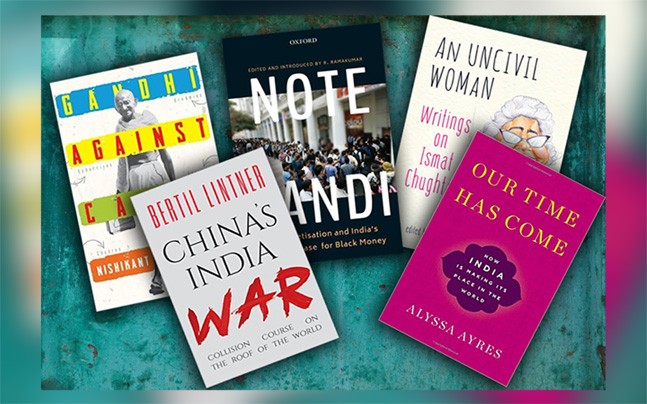 GANDHI
AGAINST
NISHIKANT
OXFORD
EDITED AND INTRODUCED BY R. RAMAKUMAR
NOTE
ANDI
etisation and India's
ase for Black Money
AN UNCIVIL
WOMAN
Writings
on
Ismat
Chught
edited
BERTIL LINTNER
CHINA'S
INDIA
WAR
COLLISION COURSE ON
THE ROOF OF THE WORLD
OUR TIME
HAS COME
HOW
INDIA
IS MAKING ITS
PLACE IN THE
WORLD
ALYSSA AYRES